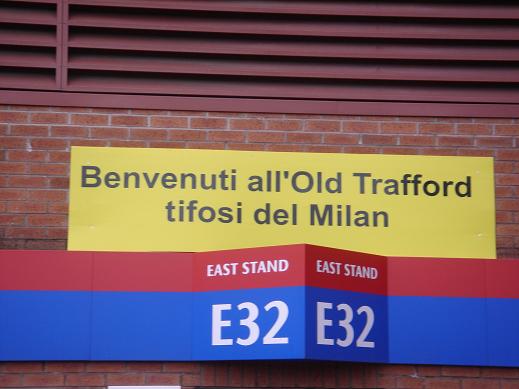 Benvenuti all'Old Trafford
tifosi del Milan
EAST STAND
E32
EAST STAND
E32